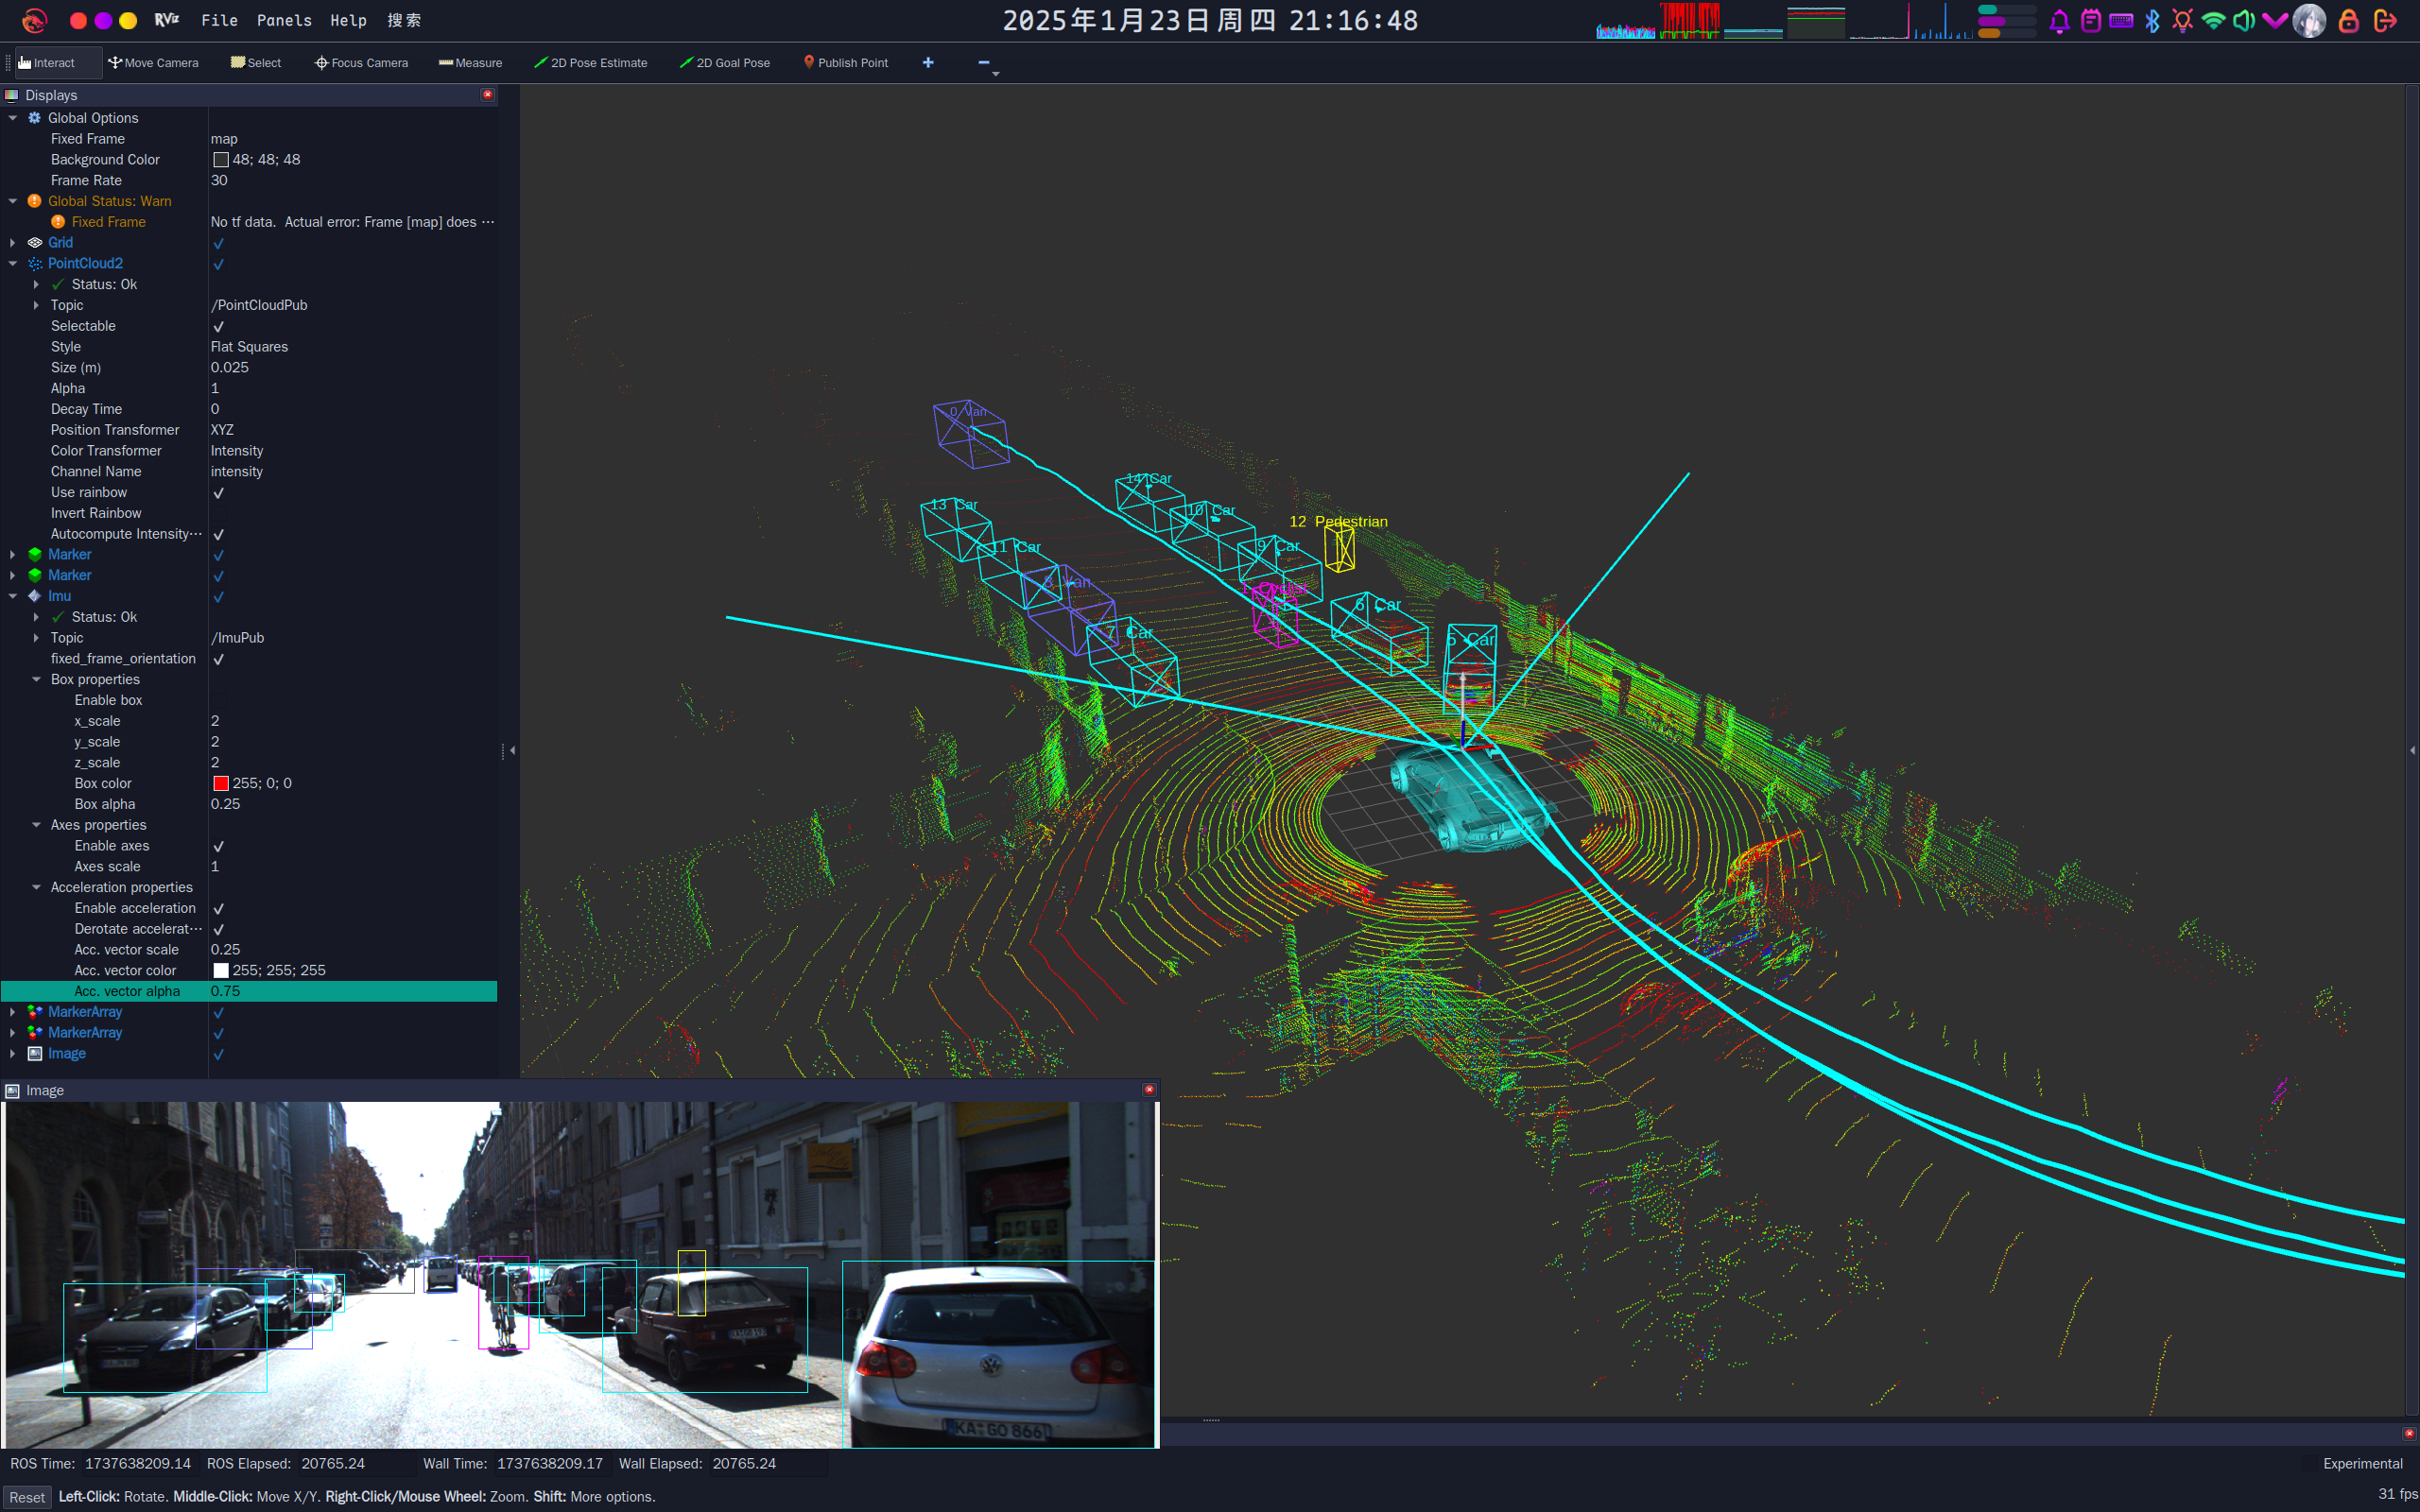 RViz File Panels Help 搜索 2025年1月23日周四 21:16:48
Interact Move Camera Select Focus Camera Measure 2D Pose Estimate 2D Goal Pose Publish Point
Displays
Global Options
Fixed Frame map
Background Color 48; 48; 48
Frame Rate 30
Global Status: Warn
Fixed Frame No tf data.  Actual error: Frame [map] does ···
Grid
PointCloud2
Status: Ok
Topic /PointCloudPub
Selectable
Style Flat Squares
Size (m) 0.025
Alpha 1
Decay Time 0
Position Transformer XYZ
Color Transformer Intensity
Channel Name intensity
Use rainbow
Invert Rainbow
Autocompute Intensity···
Marker
Marker
Imu
Status: Ok
Topic /ImuPub
fixed_frame_orientation
Box properties
Enable box
x_scale 2
y_scale 2
z_scale 2
Box color 255; 0; 0
Box alpha 0.25
Axes properties
Enable axes
Axes scale 1
Acceleration properties
Enable acceleration
Derotate accelerat···
Acc. vector scale 0.25
Acc. vector color 255; 255; 255
Acc. vector alpha 0.75
MarkerArray
MarkerArray
Image
0 Van
14 Car
13 Car
10 Car
12 Pedestrian
11 Car
9 Car
8 Van
1 Cyclist
6 Car
7 Car
5 Car
Image
KA GO 866
ROS Time: 1737638209.14 ROS Elapsed: 20765.24 Wall Time: 1737638209.17 Wall Elapsed: 20765.24 Experimental
Reset Left-Click: Rotate. Middle-Click: Move X/Y. Right-Click/Mouse Wheel: Zoom. Shift: More options. 31 fps